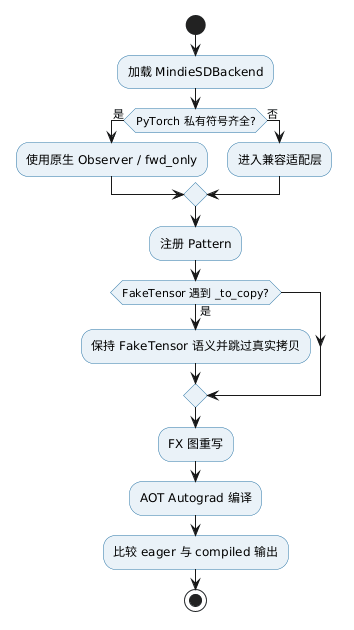 加载 MindieSDBackend
PyTorch 私有符号齐全?
是
否
使用原生 Observer / fwd_only
进入兼容适配层
注册 Pattern
FakeTensor 遇到 _to_copy?
是
保持 FakeTensor 语义并跳过真实拷贝
FX 图重写
AOT Autograd 编译
比较 eager 与 compiled 输出